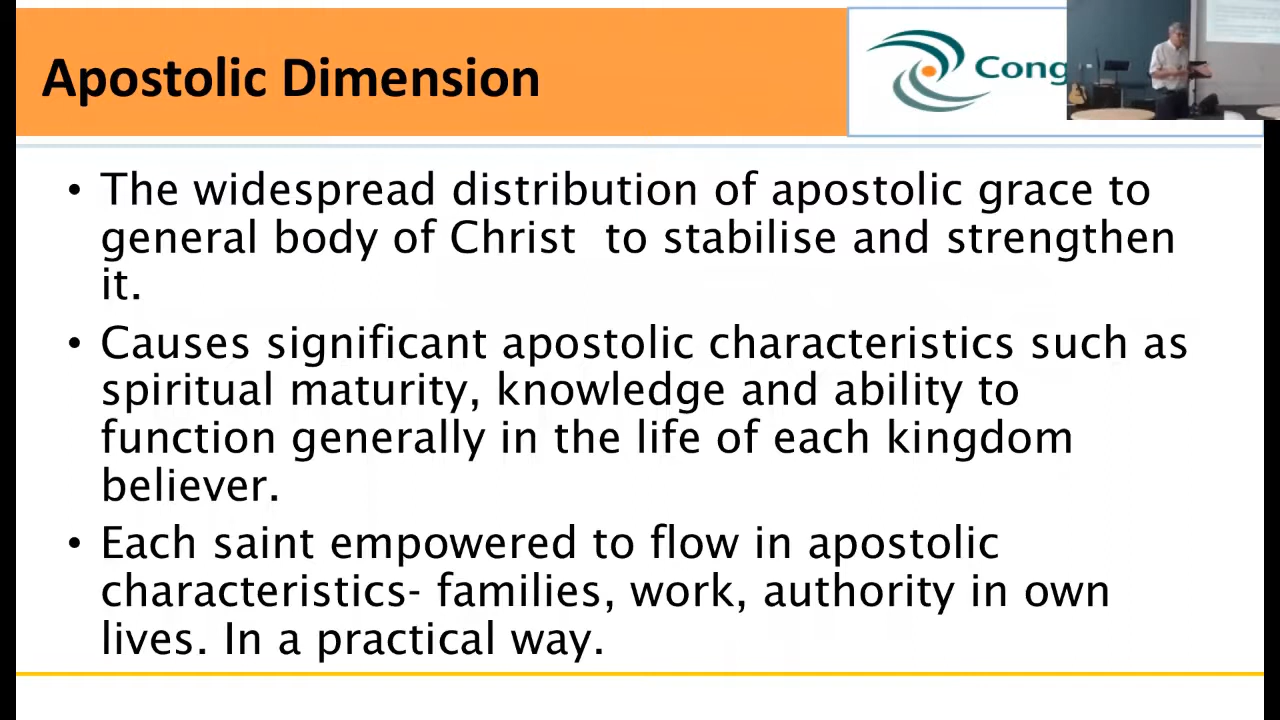 Apostolic Dimension
Cong
• The widespread distribution of apostolic grace to
general body of Christ  to stabilise and strengthen
it.
• Causes significant apostolic characteristics such as
spiritual maturity, knowledge and ability to
function generally in the life of each kingdom
believer.
• Each saint empowered to flow in apostolic
characteristics- families, work, authority in own
lives. In a practical way.